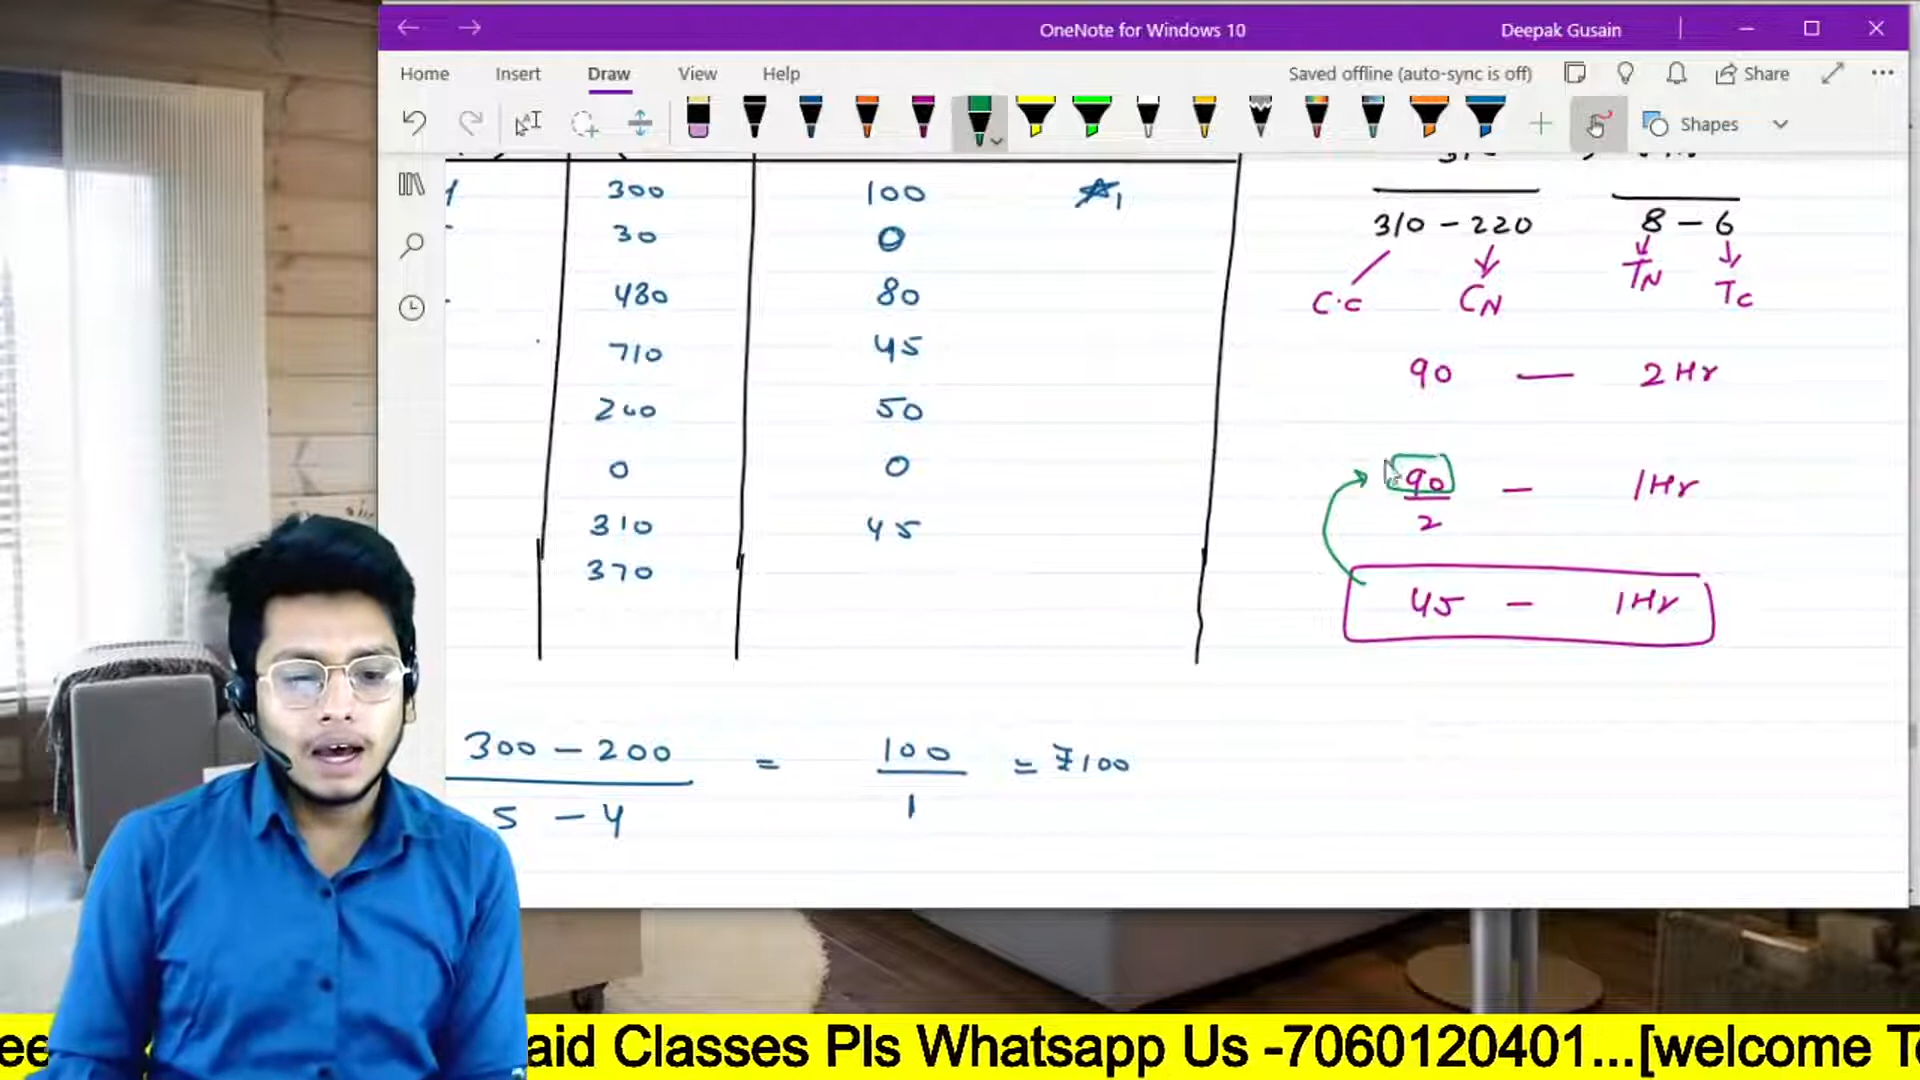 OneNote for Windows 10
Deepak Gusain
Home Insert Draw View Help
Saved offline (auto-sync is off)
Share
Shapes
300 100
30 0
480 80
710 45
240 50
0 0
310 45
370
310 - 220 8 - 6
C.C CN TN TC
90 — 2 Hr
90/2 - 1 Hr
45 - 1 Hr
300 - 200 = 100 = ₹100
5 - 4 1
aid Classes Pls Whatsapp Us -7060120401...[welcome